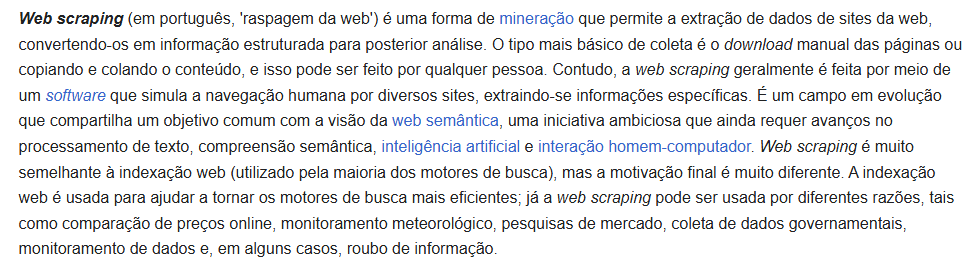 Web scraping (em português, 'raspagem da web') é uma forma de mineração que permite a extração de dados de sites da web,
convertendo-os em informação estruturada para posterior análise. O tipo mais básico de coleta é o download manual das páginas ou
copiando e colando o conteúdo, e isso pode ser feito por qualquer pessoa. Contudo, a web scraping geralmente é feita por meio de
um software que simula a navegação humana por diversos sites, extraindo-se informações específicas. É um campo em evolução
que compartilha um objetivo comum com a visão da web semântica, uma iniciativa ambiciosa que ainda requer avanços no
processamento de texto, compreensão semântica, inteligência artificial e interação homem-computador. Web scraping é muito
semelhante à indexação web (utilizado pela maioria dos motores de busca), mas a motivação final é muito diferente. A indexação
web é usada para ajudar a tornar os motores de busca mais eficientes; já a web scraping pode ser usada por diferentes razões, tais
como comparação de preços online, monitoramento meteorológico, pesquisas de mercado, coleta de dados governamentais,
monitoramento de dados e, em alguns casos, roubo de informação.